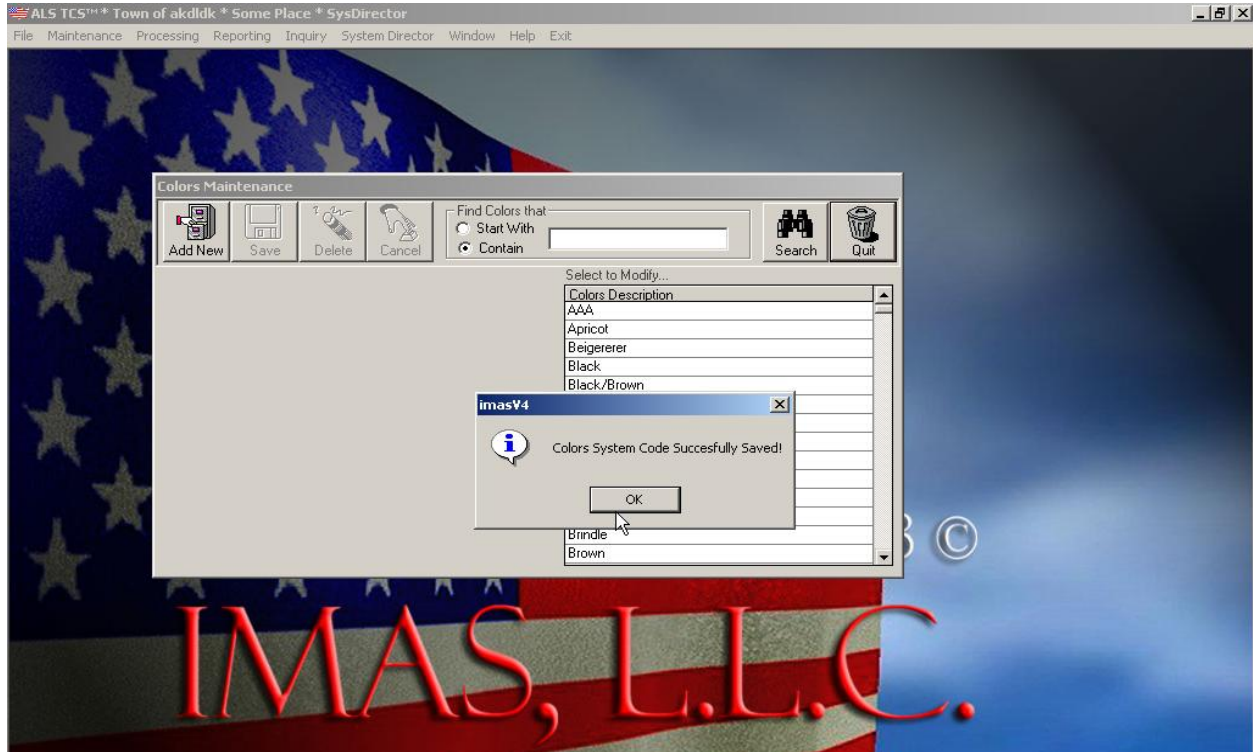 ALS TCS™ * Town of akdldk * Some Place * SysDirector
File Maintenance Processing Reporting Inquiry System Director Window Help Exit
Colors Maintenance
Add New Save Delete Cancel
Find Colors that
Start With
Contain
Search Quit
Select to Modify...
Colors Description
AAA
Apricot
Beigererer
Black
Black/Brown
imasV4
Colors System Code Succesfully Saved!
OK
Brindle
Brown
©
IMAS, L.L.C.